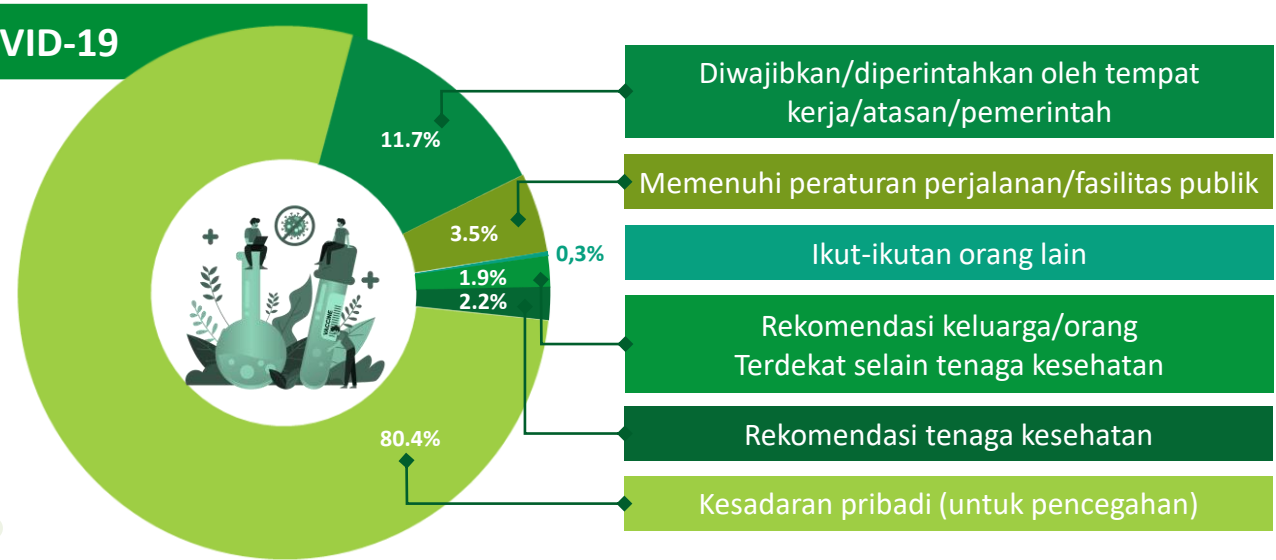 VID-19
Diwajibkan/diperintahkan oleh tempat
kerja/atasan/pemerintah
11.7%
Memenuhi peraturan perjalanan/fasilitas publik
3.5%
0,3%
Ikut-ikutan orang lain
1.9%
2.2%
Rekomendasi keluarga/orang
Terdekat selain tenaga kesehatan
VACCINE
Rekomendasi tenaga kesehatan
80.4%
Kesadaran pribadi (untuk pencegahan)